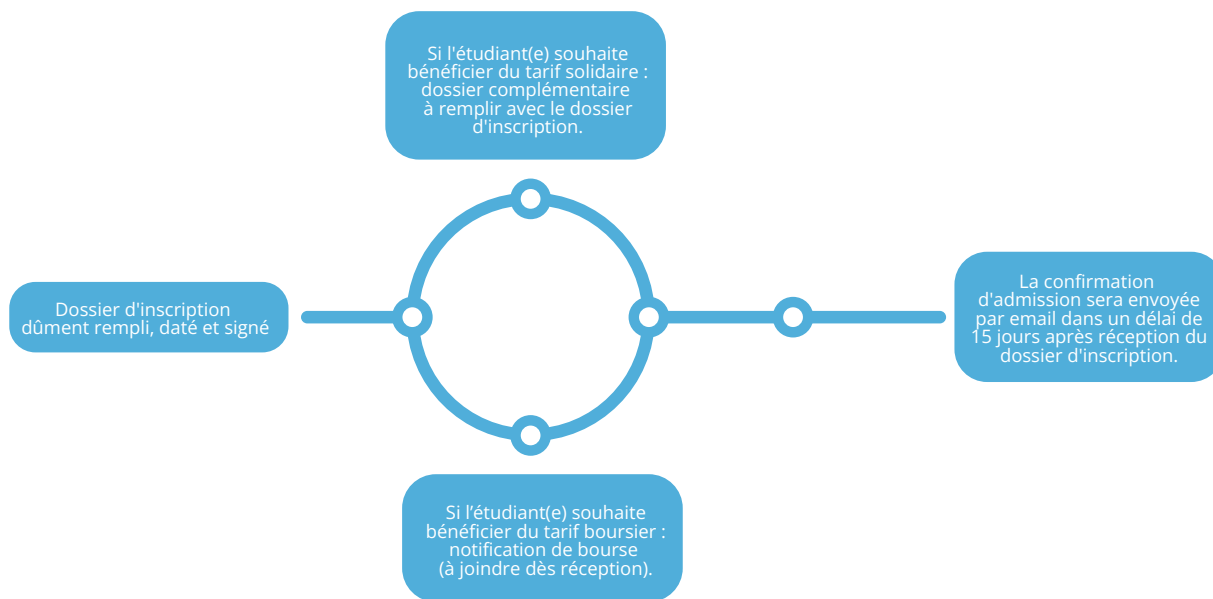 Si l'étudiant(e) souhaite
bénéficier du tarif solidaire :
dossier complémentaire
à remplir avec le dossier
d'inscription.
Dossier d'inscription
dûment rempli, daté et signé
La confirmation
d'admission sera envoyée
par email dans un délai de
15 jours après réception du
dossier d'inscription.
Si l’étudiant(e) souhaite
bénéficier du tarif boursier :
notification de bourse
(à joindre dès réception).